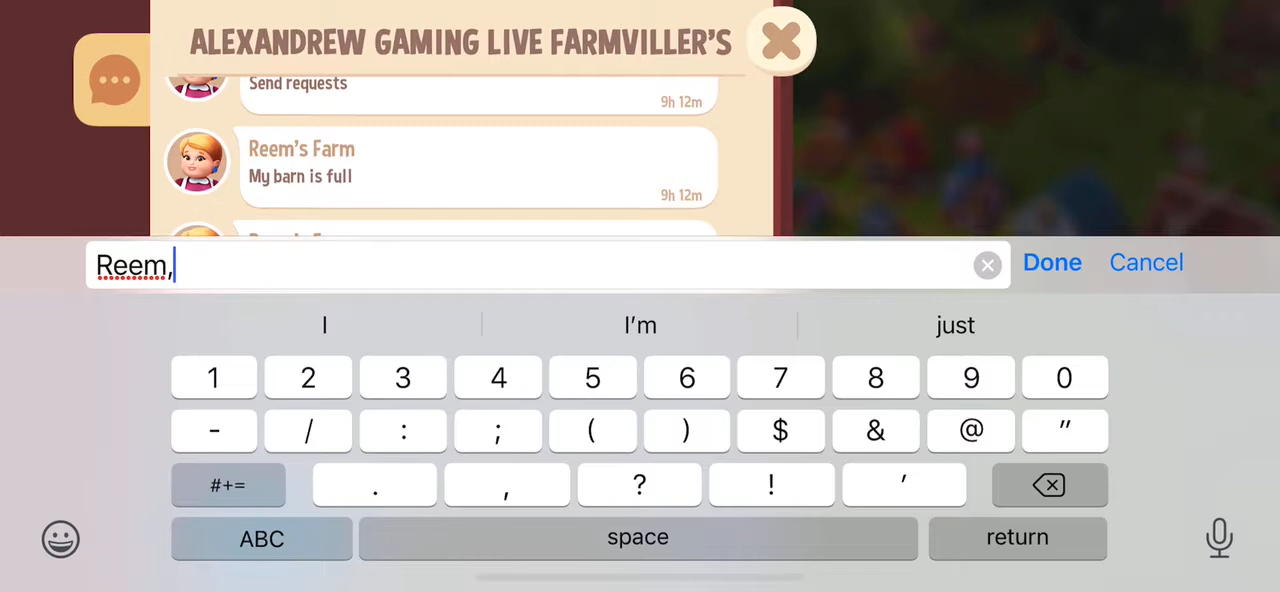 ALEXANDREW GAMING LIVE FARMVILLER'S
Send requests
9h 12m
Reem's Farm
My barn is full
9h 12m
Reem,
Done
Cancel
I
I'm
just
1 2 3 4 5 6 7 8 9 0
- / : ; ( ) $ & @ "
#+= . , ? ! '
ABC space return